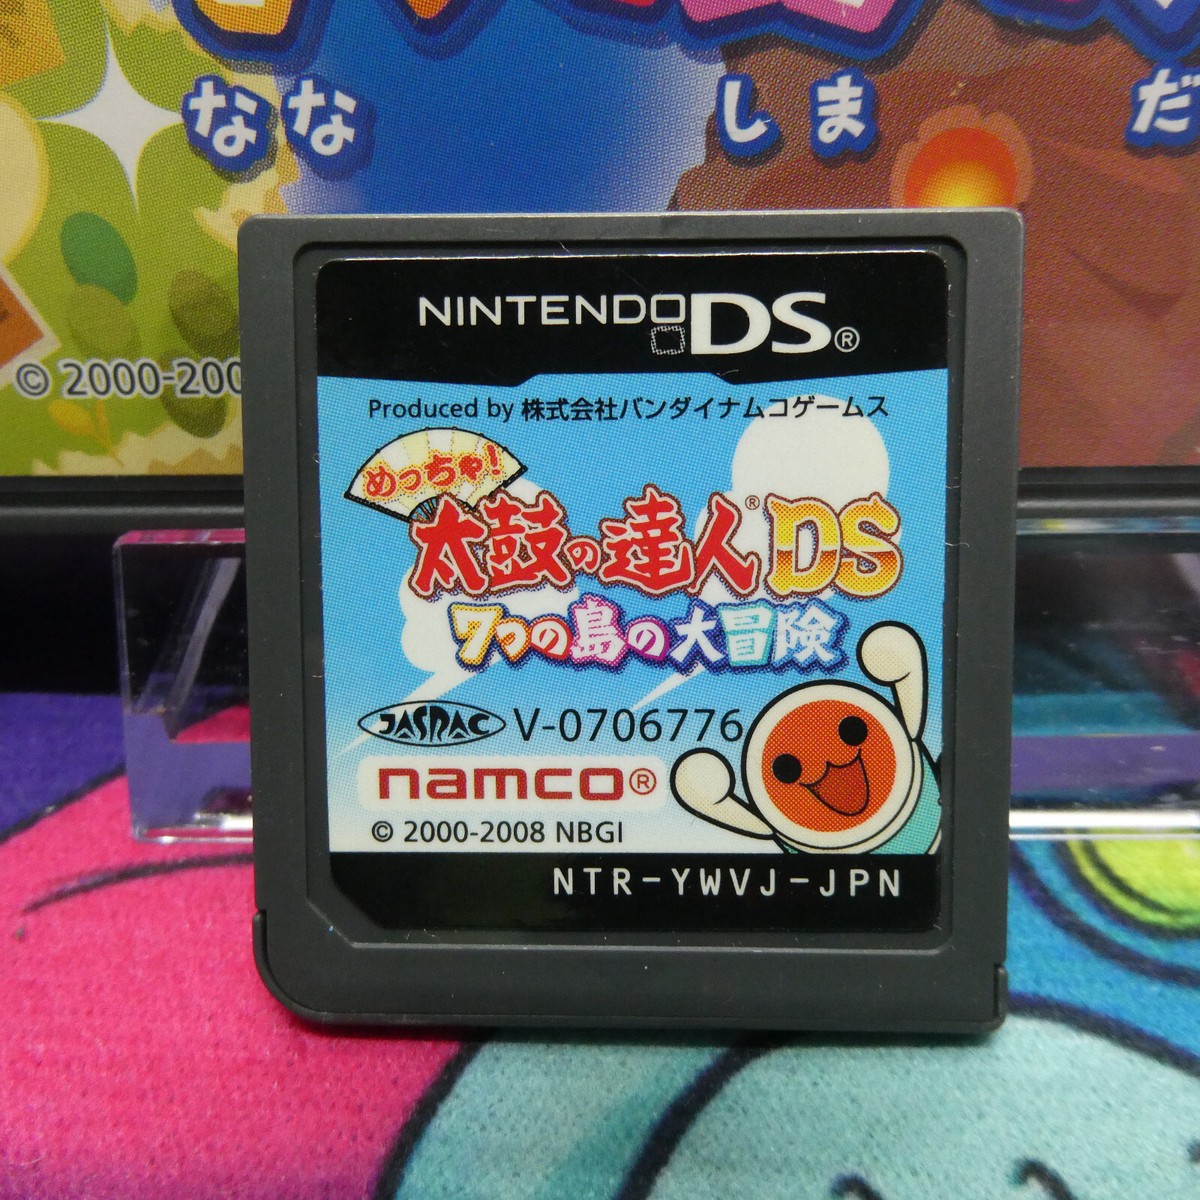 なな しま だ
© 2000-200
NINTENDO DS®
Produced by 株式会社バンダイナムコゲームス
めっちゃ!
太鼓の達人®DS
7つの島の大冒険
JASRAC V-0706776
namco®
© 2000-2008 NBGI
NTR-YWVJ-JPN